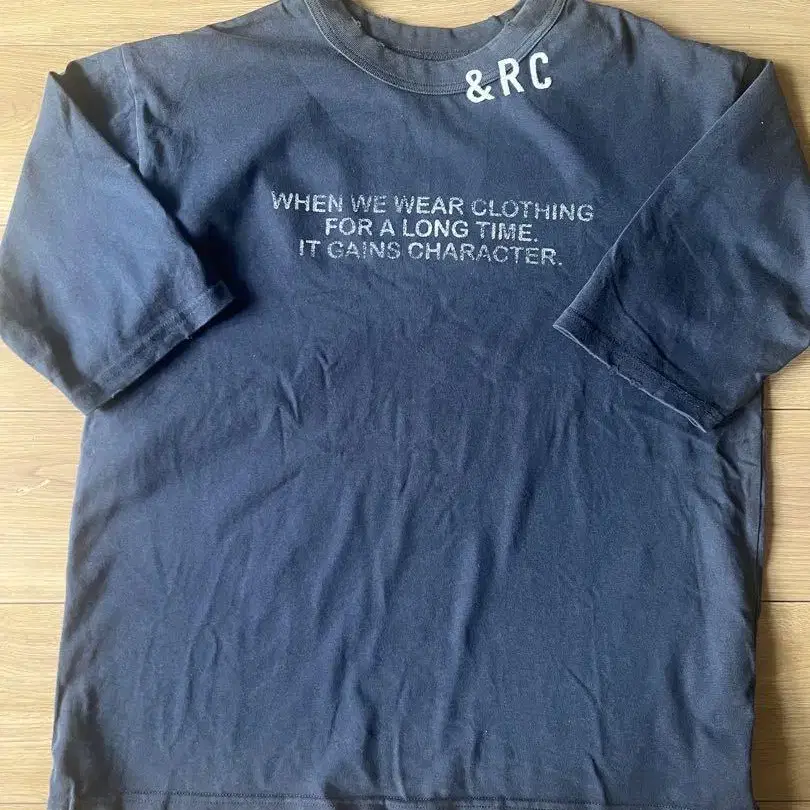 &RC
WHEN WE WEAR CLOTHING
FOR A LONG TIME.
IT GAINS CHARACTER.